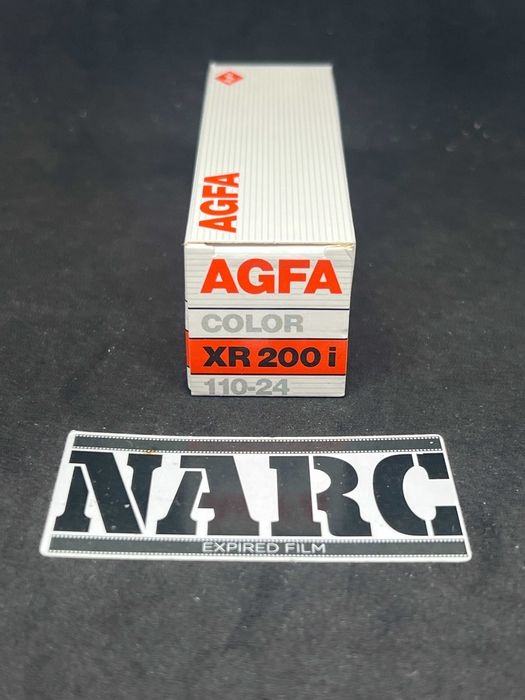 AGFA
AGFA
COLOR
XR 200 i
110-24
NARC
EXPIRED FILM